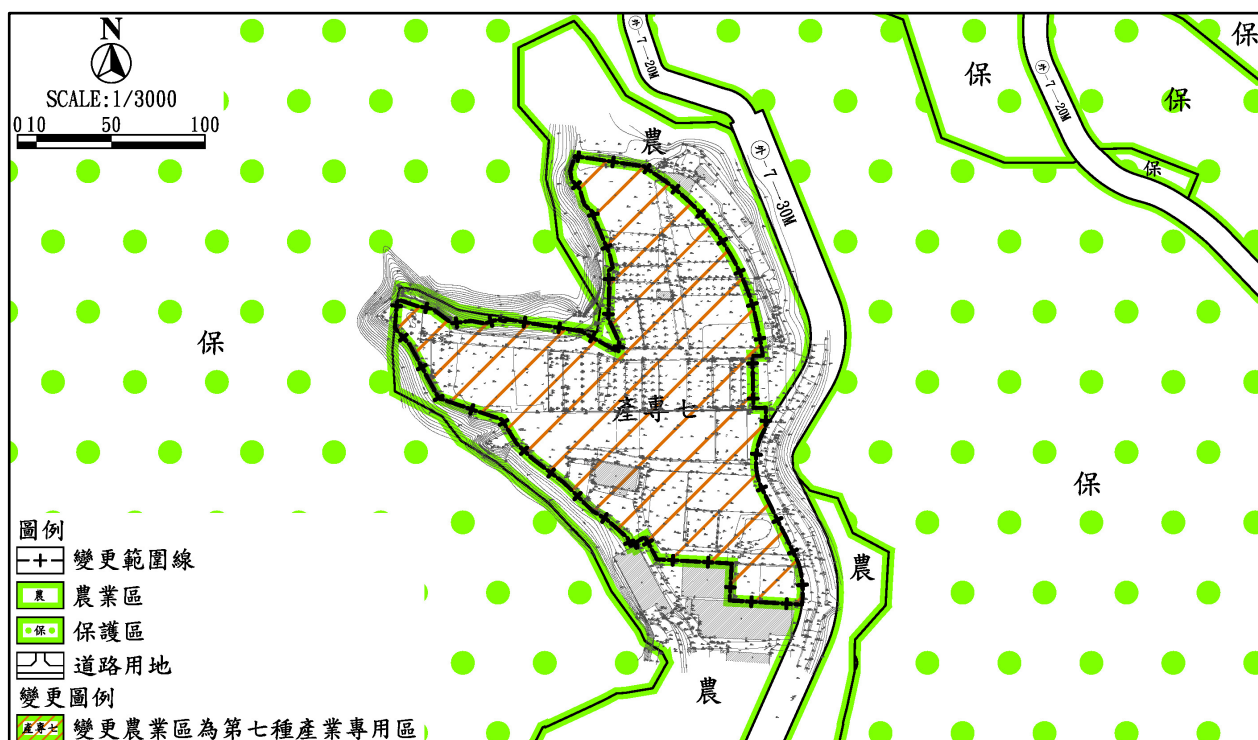 N
SCALE:1/3000
0 10 50 100
農
保
保
保
保
㊕-7-20M
㊕-7-30M
㊕-7-20M
保
產專七
保
農
農
圖例
變更範圍線
農 農業區
保 保護區
道路用地
變更圖例
產專七 變更農業區為第七種產業專用區